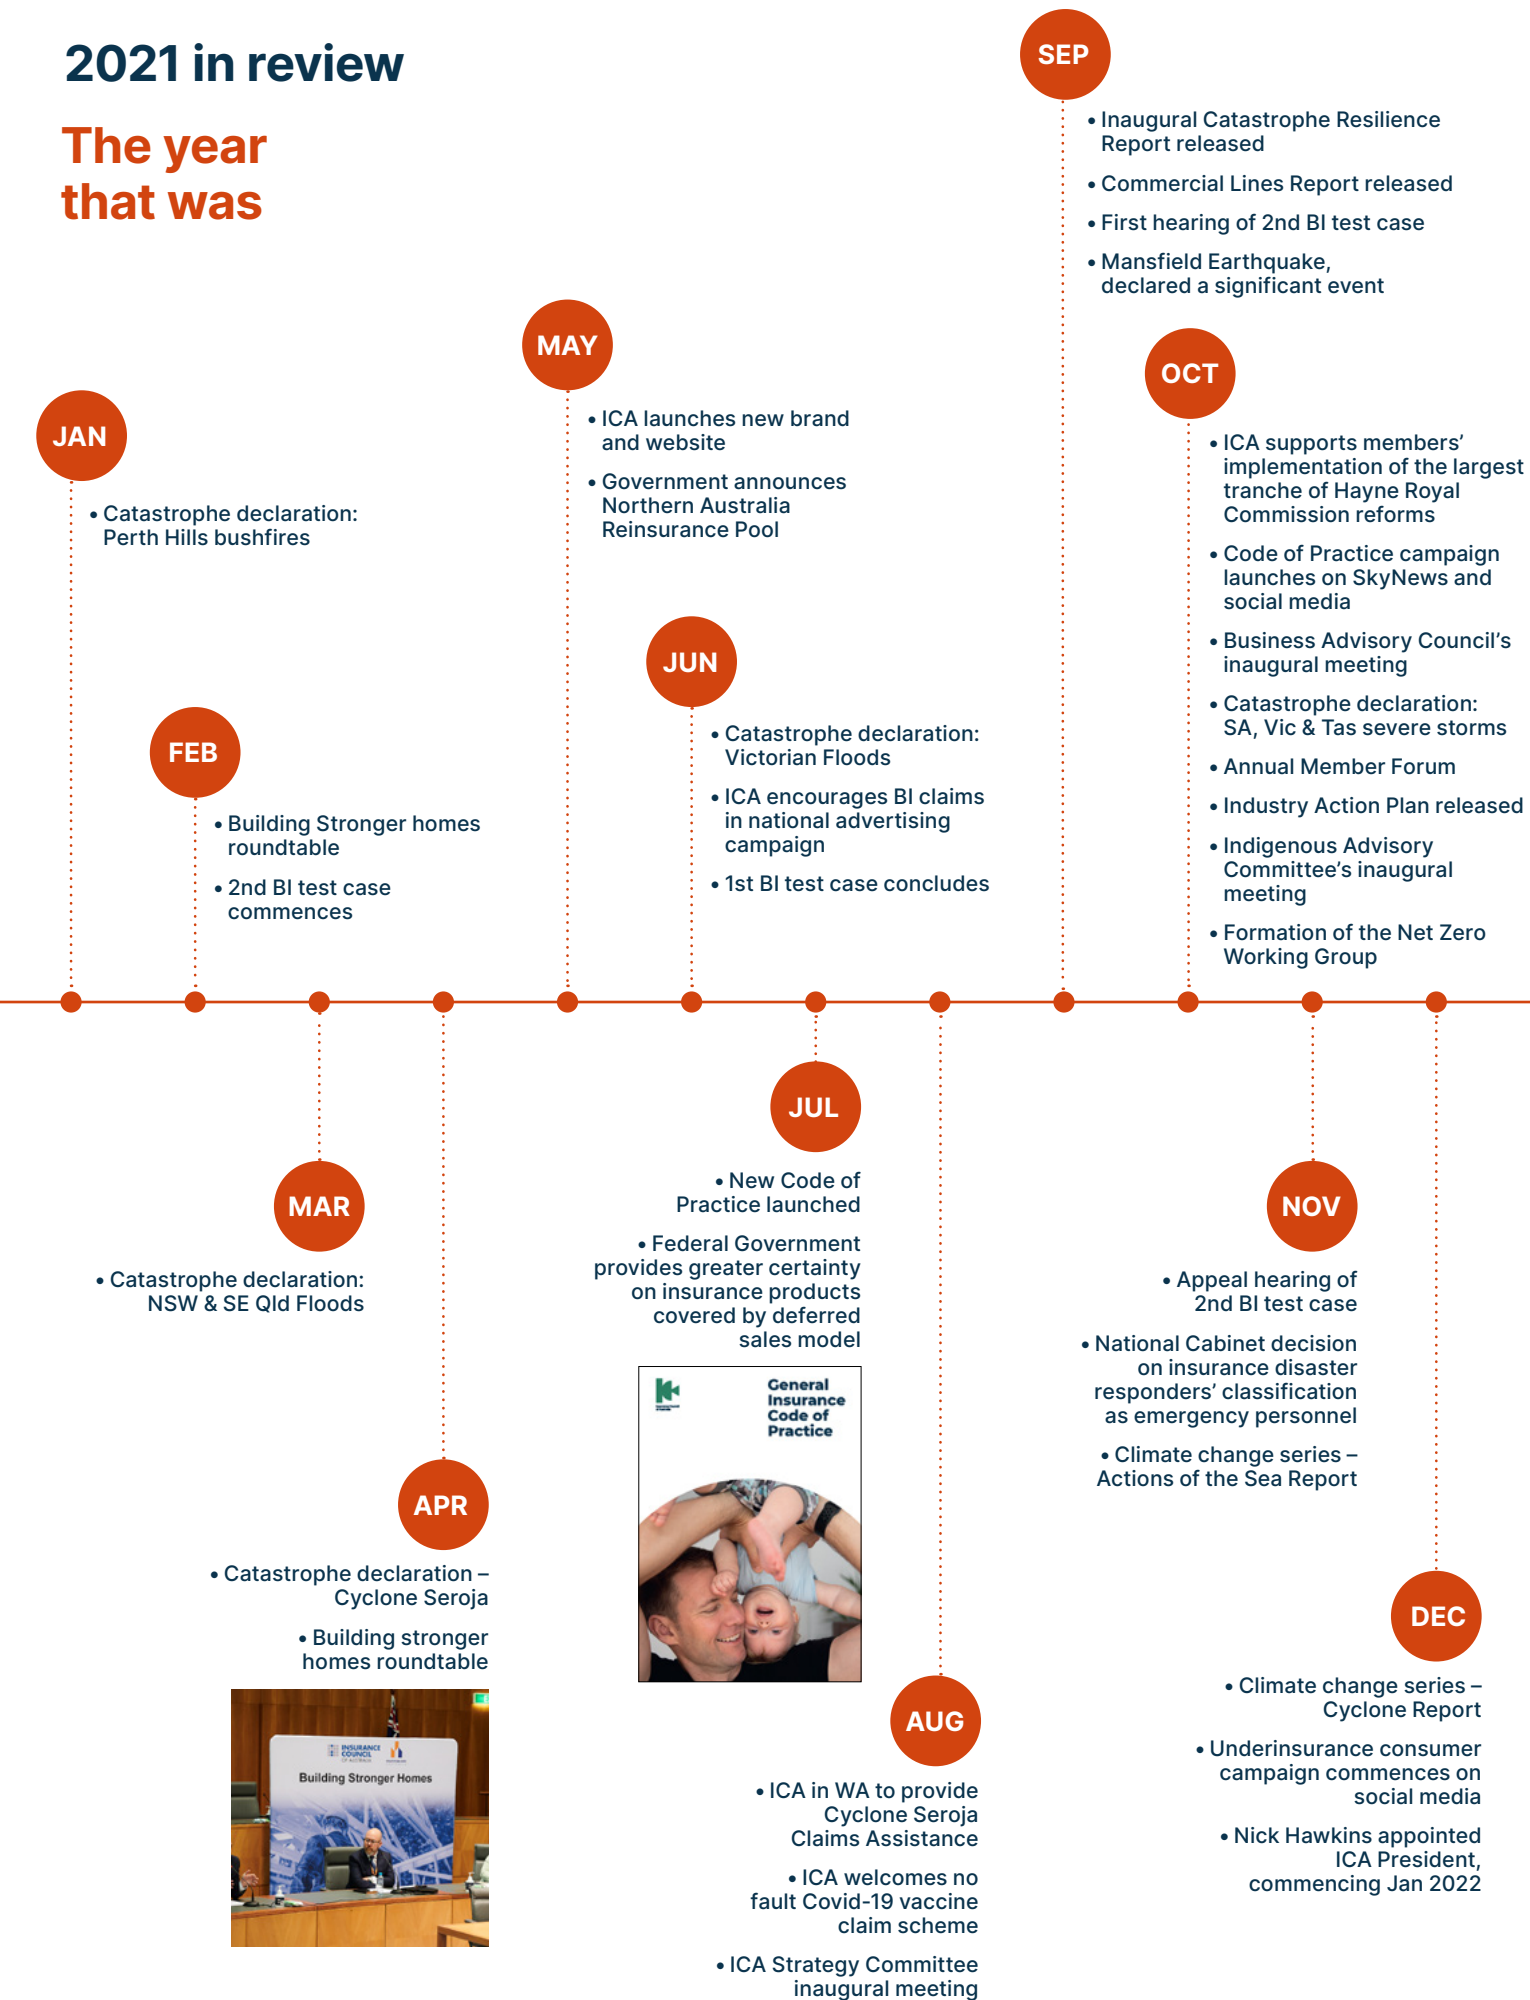 2021 in review
The year
that was
JAN
• Catastrophe declaration:
Perth Hills bushfires
FEB
• Building Stronger homes
roundtable
• 2nd BI test case
commences
MAR
• Catastrophe declaration:
NSW & SE Qld Floods
APR
• Catastrophe declaration –
Cyclone Seroja
• Building stronger
homes roundtable
INSURANCE
COUNCIL
OF AUSTRALIA
Building Stronger Homes
MAY
• ICA launches new brand
and website
• Government announces
Northern Australia
Reinsurance Pool
JUN
• Catastrophe declaration:
Victorian Floods
• ICA encourages BI claims
in national advertising
campaign
• 1st BI test case concludes
JUL
• New Code of
Practice launched
• Federal Government
provides greater certainty
on insurance products
covered by deferred
sales model
General
Insurance
Code of
Practice
AUG
• ICA in WA to provide
Cyclone Seroja
Claims Assistance
• ICA welcomes no
fault Covid-19 vaccine
claim scheme
• ICA Strategy Committee
inaugural meeting
SEP
• Inaugural Catastrophe Resilience
Report released
• Commercial Lines Report released
• First hearing of 2nd BI test case
• Mansfield Earthquake,
declared a significant event
OCT
• ICA supports members’
implementation of the largest
tranche of Hayne Royal
Commission reforms
• Code of Practice campaign
launches on SkyNews and
social media
• Business Advisory Council’s
inaugural meeting
• Catastrophe declaration:
SA, Vic & Tas severe storms
• Annual Member Forum
• Industry Action Plan released
• Indigenous Advisory
Committee’s inaugural
meeting
• Formation of the Net Zero
Working Group
NOV
• Appeal hearing of
2nd BI test case
• National Cabinet decision
on insurance disaster
responders’ classification
as emergency personnel
• Climate change series –
Actions of the Sea Report
DEC
• Climate change series –
Cyclone Report
• Underinsurance consumer
campaign commences on
social media
• Nick Hawkins appointed
ICA President,
commencing Jan 2022